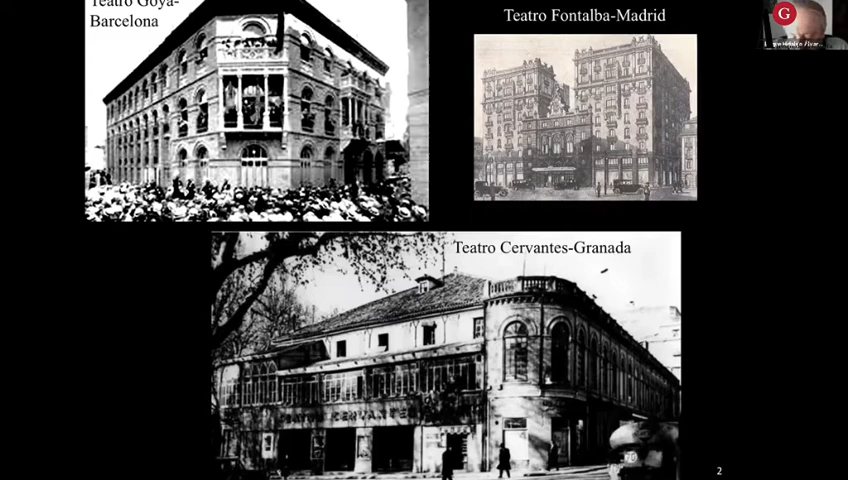 Teatro Goya-
Barcelona
Teatro Fontalba-Madrid
G
Teatro Cervantes-Granada
CERVANTES
2